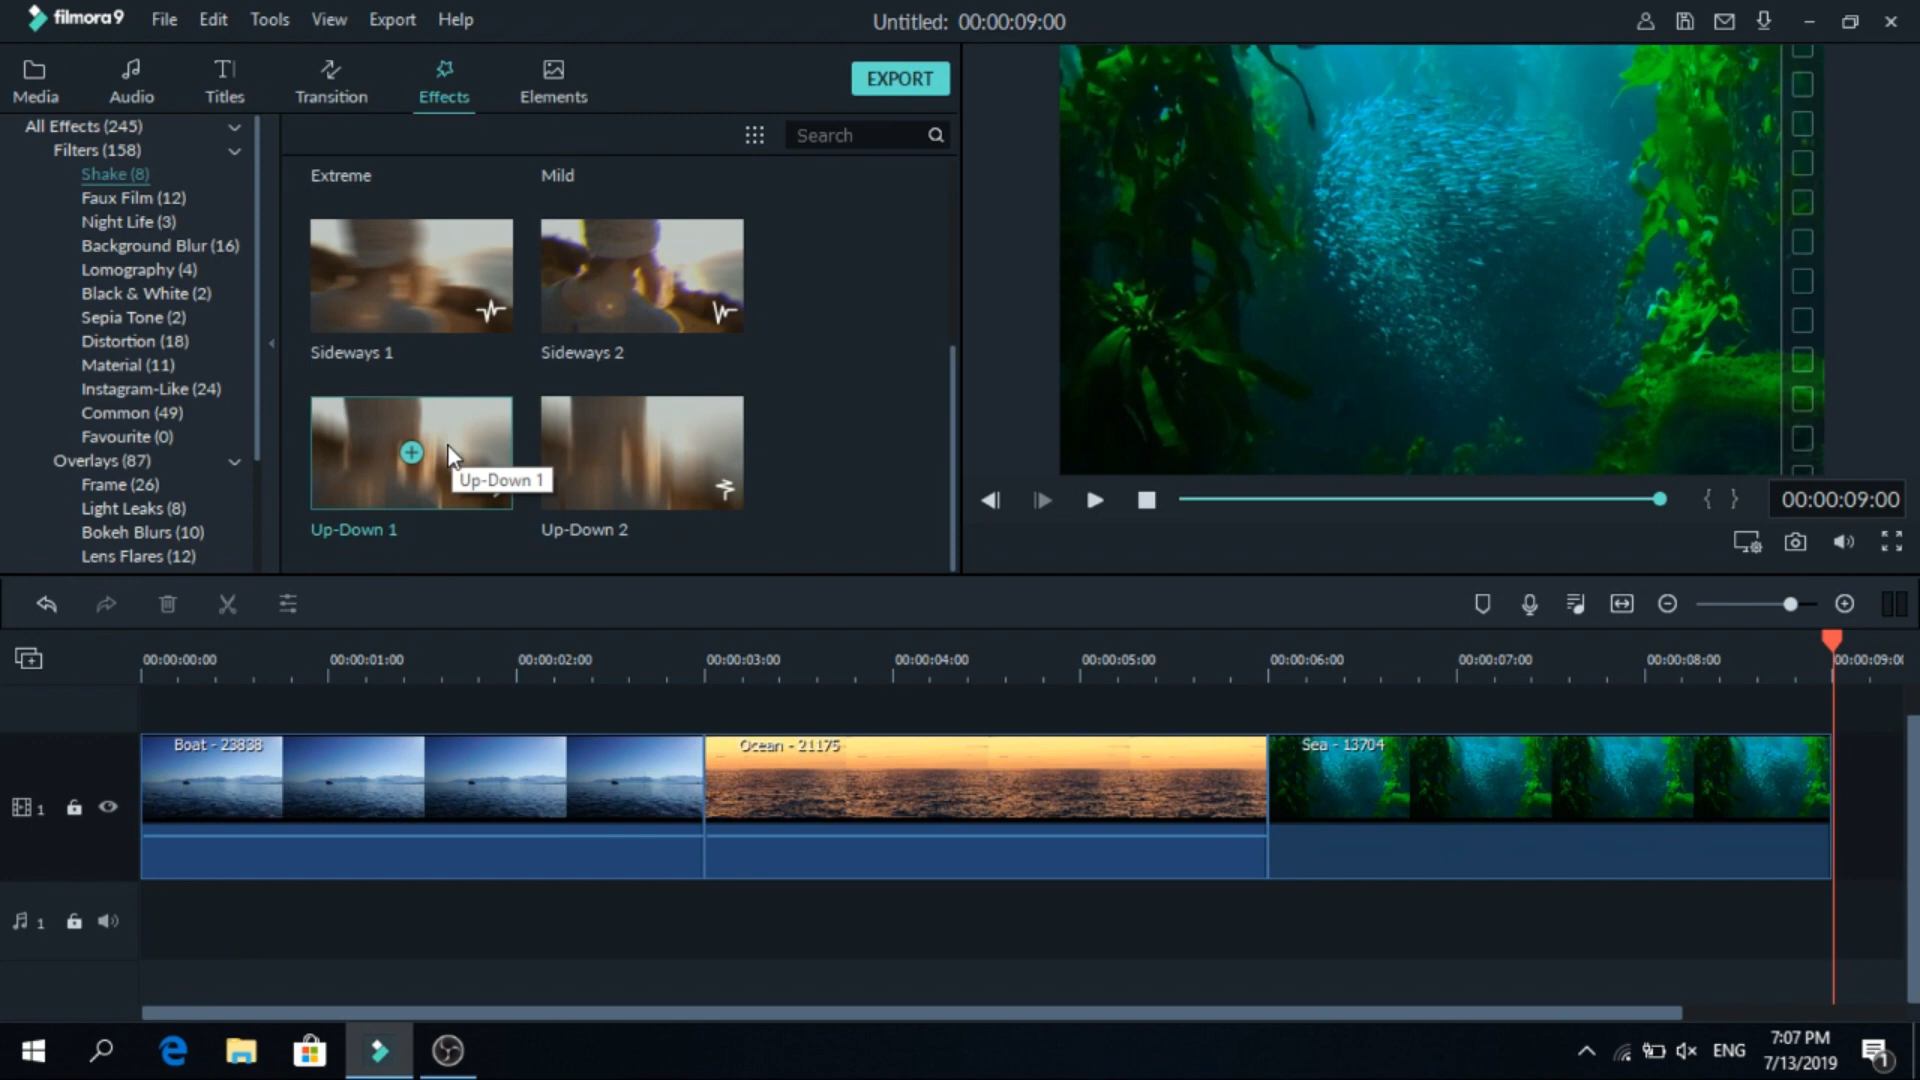 filmora9 File Edit Tools View Export Help Untitled: 00:00:09:00
Media Audio Titles Transition Effects Elements EXPORT
All Effects (245)
Filters (158)
Shake (8)
Faux Film (12)
Night Life (3)
Background Blur (16)
Lomography (4)
Black & White (2)
Sepia Tone (2)
Distortion (18)
Material (11)
Instagram-Like (24)
Common (49)
Favourite (0)
Overlays (87)
Frame (26)
Light Leaks (8)
Bokeh Blurs (10)
Lens Flares (12)
Search
Extreme Mild
Sideways 1 Sideways 2
Up-Down 1
Up-Down 1 Up-Down 2
00:00:09:00
00:00:00:00 00:00:01:00 00:00:02:00 00:00:03:00 00:00:04:00 00:00:05:00 00:00:06:00 00:00:07:00 00:00:08:00 00:00:09:00
Boat - 23838 Ocean - 21175 Sea - 13704
1
1
ENG
7:07 PM
7/13/2019
1